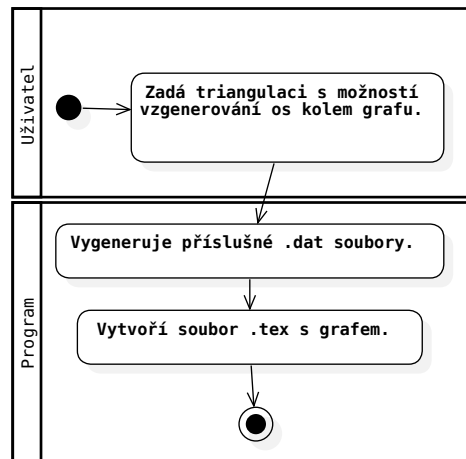 Uživatel
Zadá triangulaci s možností
vzgenerování os kolem grafu.
Program
Vygeneruje příslušné .dat soubory.
Vytvoří soubor .tex s grafem.